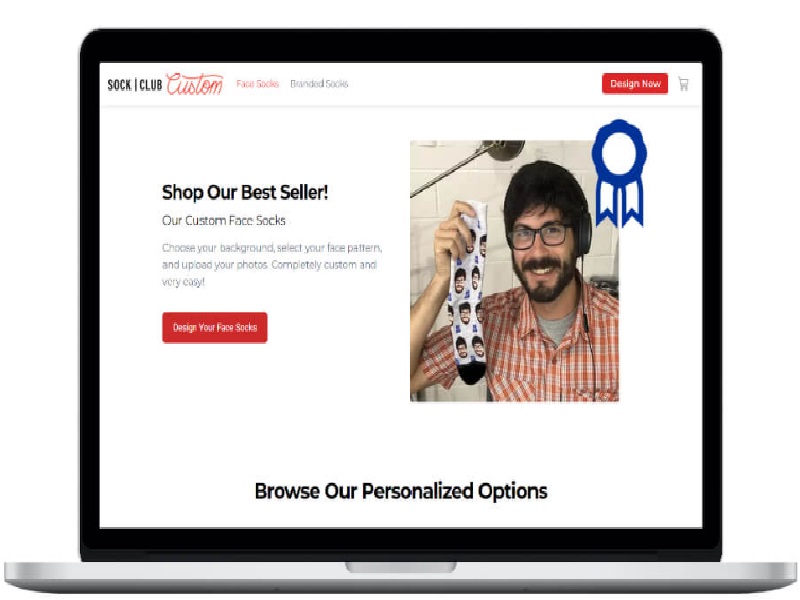 SOCK | CLUB Custom Face Socks Branded Socks Design Now
Shop Our Best Seller!
Our Custom Face Socks
Choose your background, select your face pattern,
and upload your photos. Completely custom and
very easy!
Design Your Face Socks
Browse Our Personalized Options